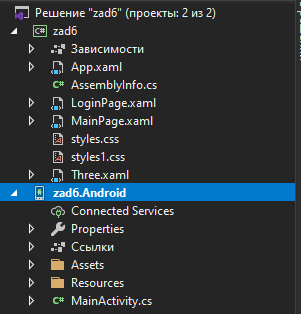 Решение "zad6" (проекты: 2 из 2)
zad6
Зависимости
App.xaml
AssemblyInfo.cs
LoginPage.xaml
MainPage.xaml
styles.css
styles1.css
Three.xaml
zad6.Android
Connected Services
Properties
Ссылки
Assets
Resources
MainActivity.cs